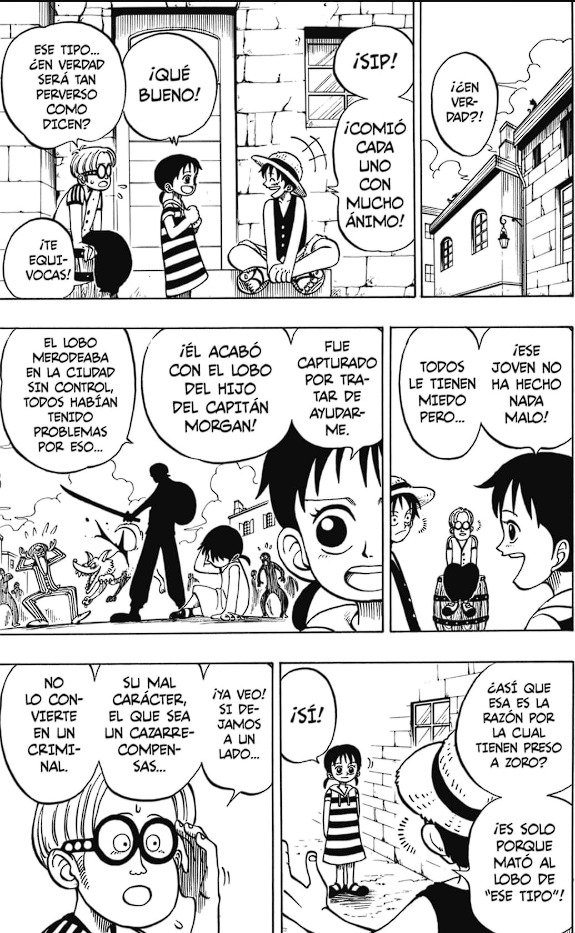 ¡¿EN
VER-
DAD?!
¡SIP!
¡COMIÓ
CADA
UNO
CON
MUCHO
ÁNIMO!
¡QUÉ
BUENO!
ESE TIPO...
¿EN VERDAD
SERÁ TAN
PERVERSO
COMO
DICEN?
¡TE
EQUI-
VOCAS!
¡ESE
JOVEN NO
HA HECHO
NADA
MALO!
TODOS
LE TIENEN
MIEDO
PERO...
FUE
CAPTURADO
POR TRA-
TAR DE
AYUDAR-
ME.
¡ÉL ACABÓ
CON EL LOBO
DEL HIJO
DEL CAPITÁN
MORGAN!
EL LOBO
MERODEABA
EN LA CIUDAD
SIN CONTROL,
TODOS HABÍAN
TENIDO
PROBLEMAS
POR ESO...
¿ASÍ QUE
ESA ES LA
RAZÓN POR
LA CUAL
TIENEN PRESO
A ZORO?
¡ES SOLO
PORQUE
MATÓ AL
LOBO DE
"ESE TIPO"!
¡SÍ!
¡YA VEO!
SI DE-
JAMOS
A UN
LADO...
SU MAL
CARÁCTER,
EL QUE SEA
UN CAZARRE-
COMPEN-
SAS...
NO
LO CON-
VIERTE
EN UN
CRIMI-
NAL.